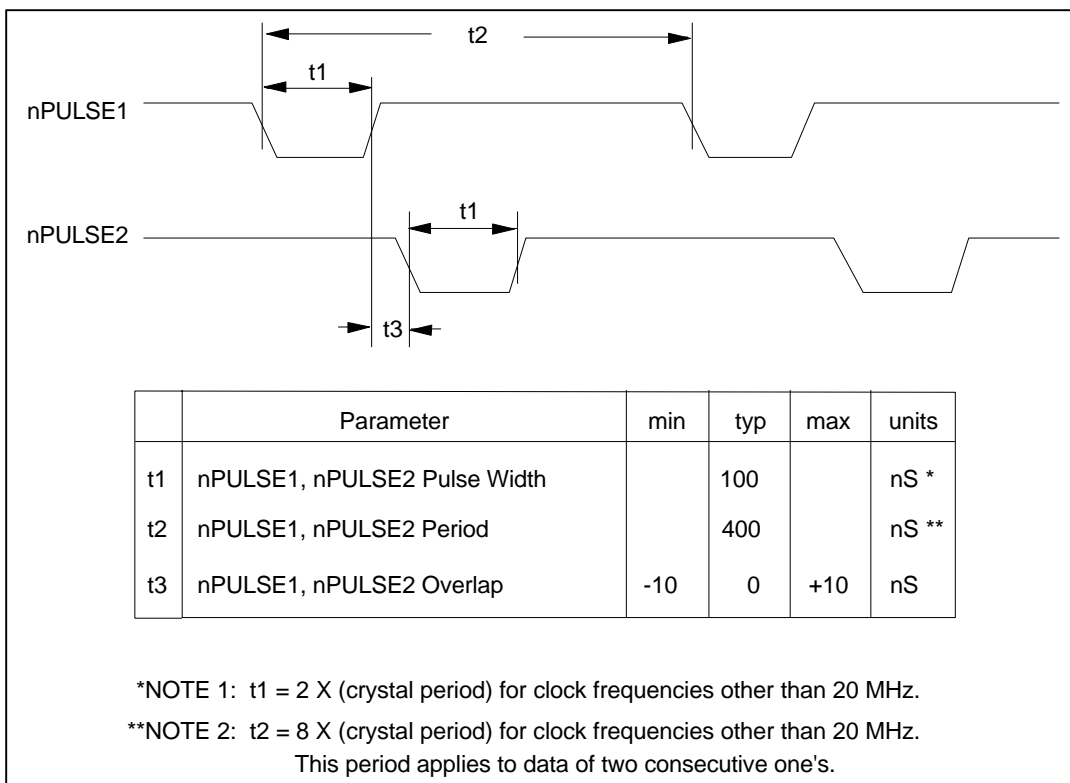 t2
t1
nPULSE1
t1
nPULSE2
t3
Parameter min typ max units
t1 nPULSE1, nPULSE2 Pulse Width 100 nS *
t2 nPULSE1, nPULSE2 Period 400 nS **
t3 nPULSE1, nPULSE2 Overlap -10 0 +10 nS
*NOTE 1: t1 = 2 X (crystal period) for clock frequencies other than 20 MHz.
**NOTE 2: t2 = 8 X (crystal period) for clock frequencies other than 20 MHz.
This period applies to data of two consecutive one's.